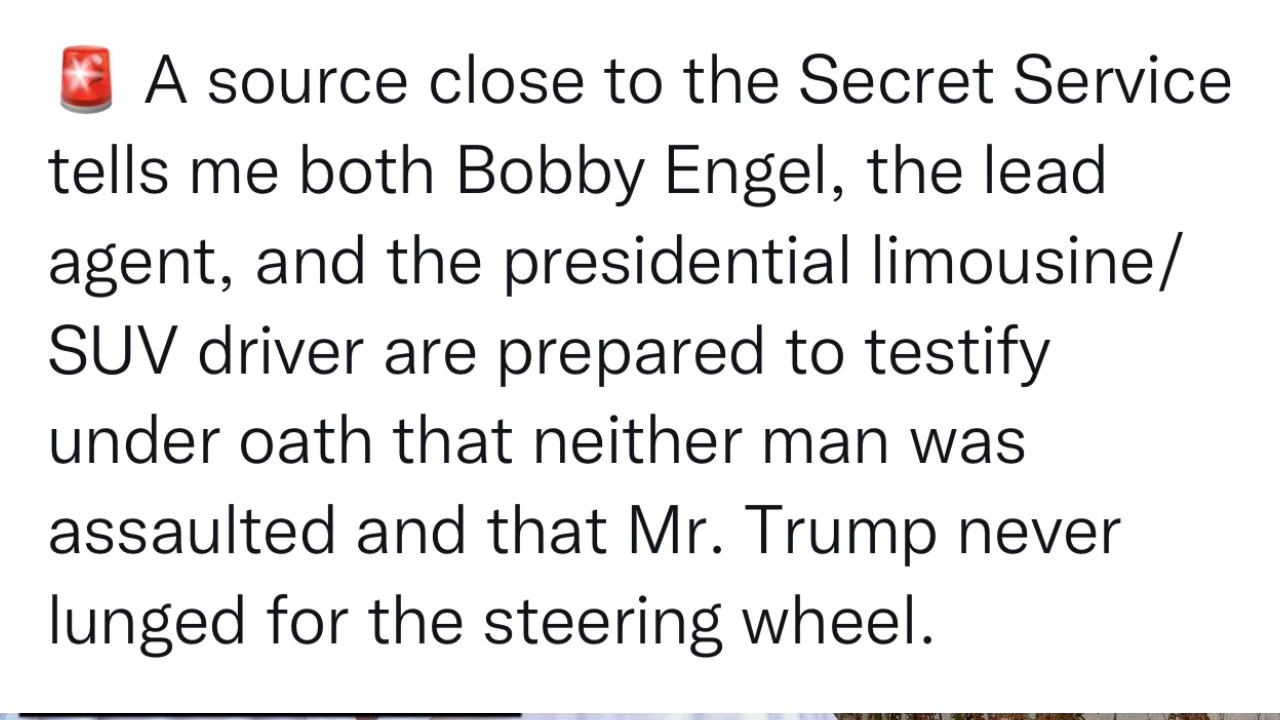 🚨 A source close to the Secret Service
tells me both Bobby Engel, the lead
agent, and the presidential limousine/
SUV driver are prepared to testify
under oath that neither man was
assaulted and that Mr. Trump never
lunged for the steering wheel.